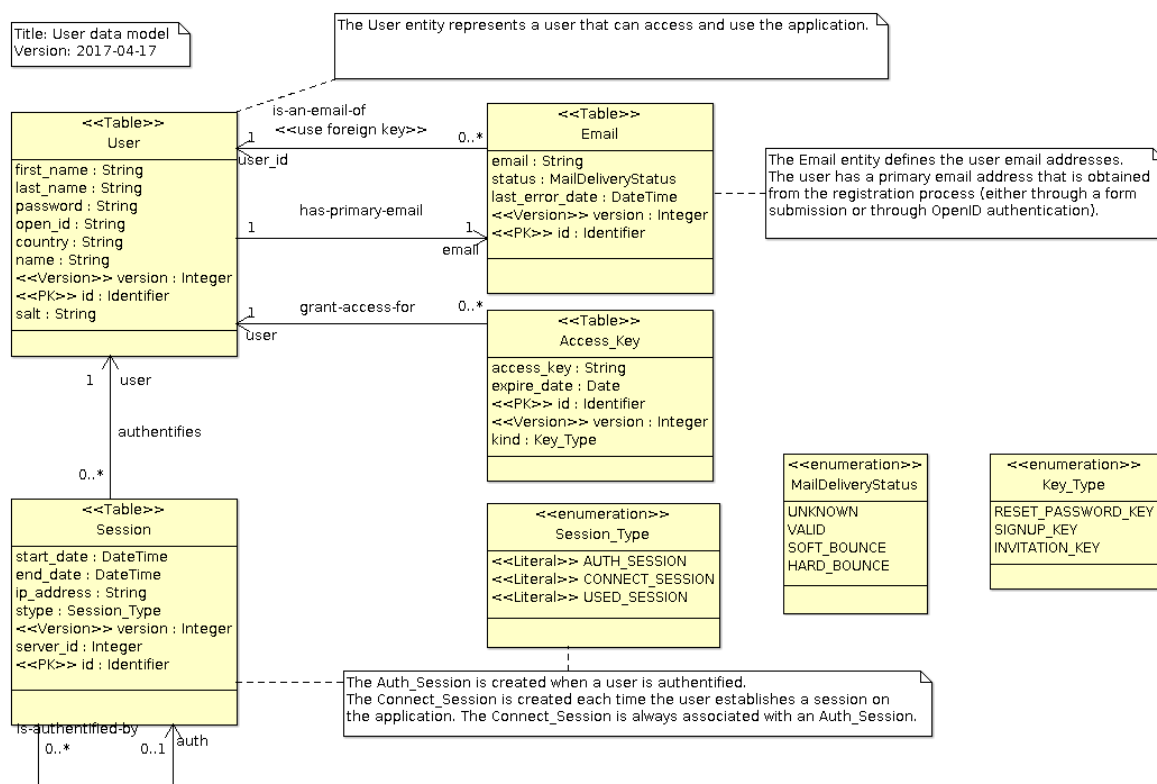 Title: User data model
Version: 2017-04-17
The User entity represents a user that can access and use the application.
<<Table>>
User
first_name : String
last_name : String
password : String
open_id : String
country : String
name : String
<<Version>> version : Integer
<<PK>> id : Identifier
salt : String
is-an-email-of
<<use foreign key>>
1
0..*
user_id
has-primary-email
1
1
email
grant-access-for
1
0..*
user
<<Table>>
Email
email : String
status : MailDeliveryStatus
last_error_date : DateTime
<<Version>> version : Integer
<<PK>> id : Identifier
The Email entity defines the user email addresses.
The user has a primary email address that is obtained
from the registration process (either through a form
submission or through OpenID authentication).
<<Table>>
Access_Key
access_key : String
expire_date : Date
<<PK>> id : Identifier
<<Version>> version : Integer
kind : Key_Type
1
user
authentifies
0..*
<<Table>>
Session
start_date : DateTime
end_date : DateTime
ip_address : String
stype : Session_Type
<<Version>> version : Integer
server_id : Integer
<<PK>> id : Identifier
<<enumeration>>
Session_Type
<<Literal>> AUTH_SESSION
<<Literal>> CONNECT_SESSION
<<Literal>> USED_SESSION
<<enumeration>>
MailDeliveryStatus
UNKNOWN
VALID
SOFT_BOUNCE
HARD_BOUNCE
<<enumeration>>
Key_Type
RESET_PASSWORD_KEY
SIGNUP_KEY
INVITATION_KEY
The Auth_Session is created when a user is authentified.
The Connect_Session is created each time the user establishes a session on
the application. The Connect_Session is always associated with an Auth_Session.
is-authentified-by
0..*
0..1
auth